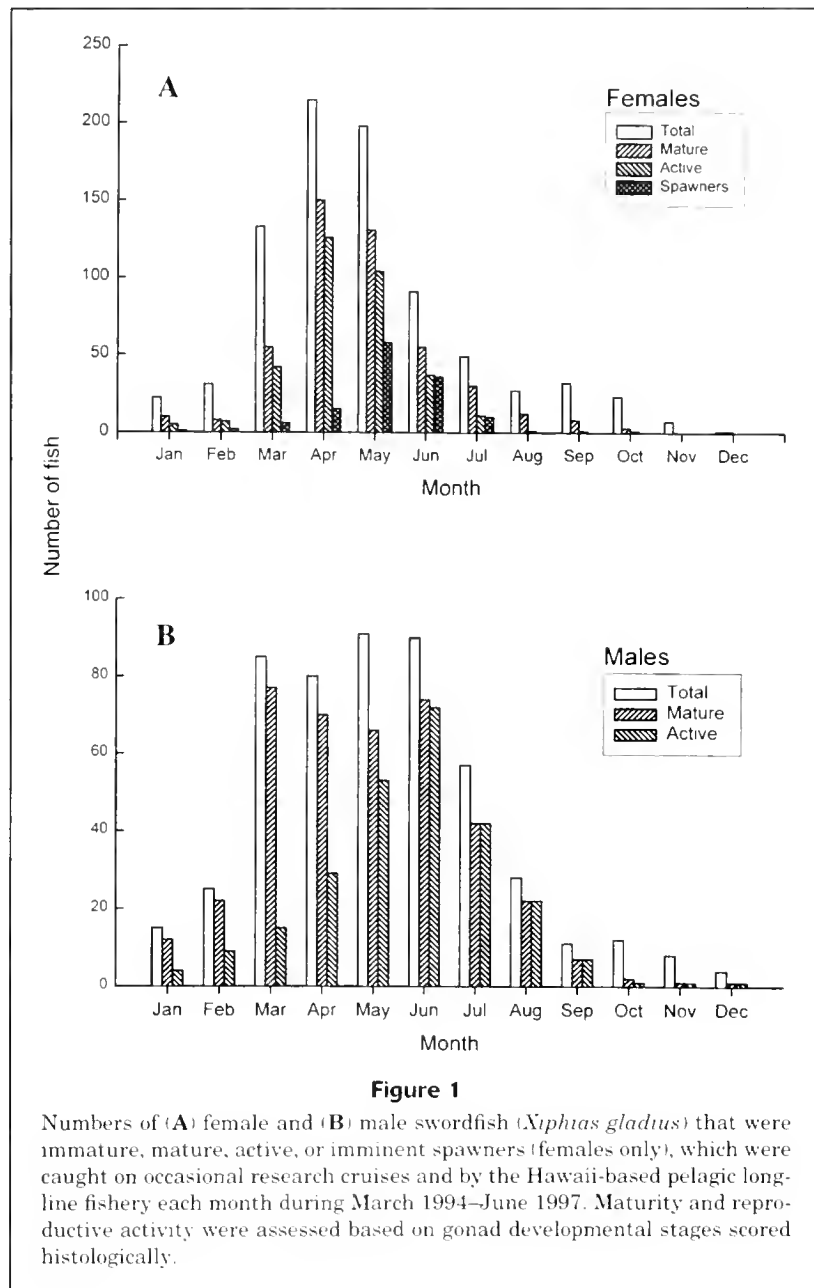 250
200
150
100
50
0
A
Females
Total
Mature
Active
Spawners
Jan Feb Mar Apr May Jun Jul Aug Sep Oct Nov Dec
Month
Number of fish
100
80
60
40
20
0
B
Males
Total
Mature
Active
Jan Feb Mar Apr May Jun Jul Aug Sep Oct Nov Dec
Month
Figure 1
Numbers of (A) female and (B) male swordfish (Xiphias gladius) that were
immature, mature, active, or imminent spawners (females only), which were
caught on occasional research cruises and by the Hawaii-based pelagic long-
line fishery each month during March 1994–June 1997. Maturity and repro-
ductive activity were assessed based on gonad developmental stages scored
histologically.